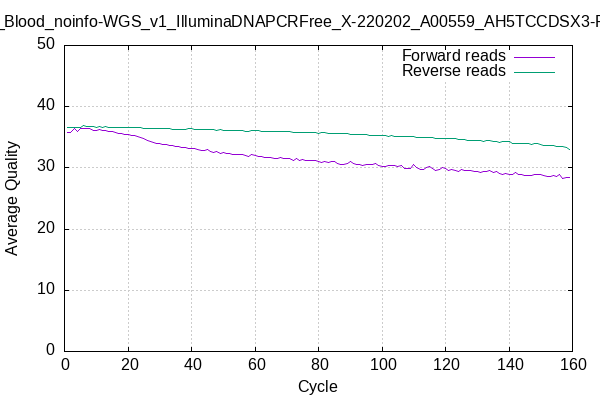 _Blood_noinfo-WGS_v1_IlluminaDNAPCRFree_X-220202_A00559_AH5TCCDSX3-
50
40
30
20
10
0
0 20 40 60 80 100 120 140 160
Average Quality
Cycle
Forward reads
Reverse reads